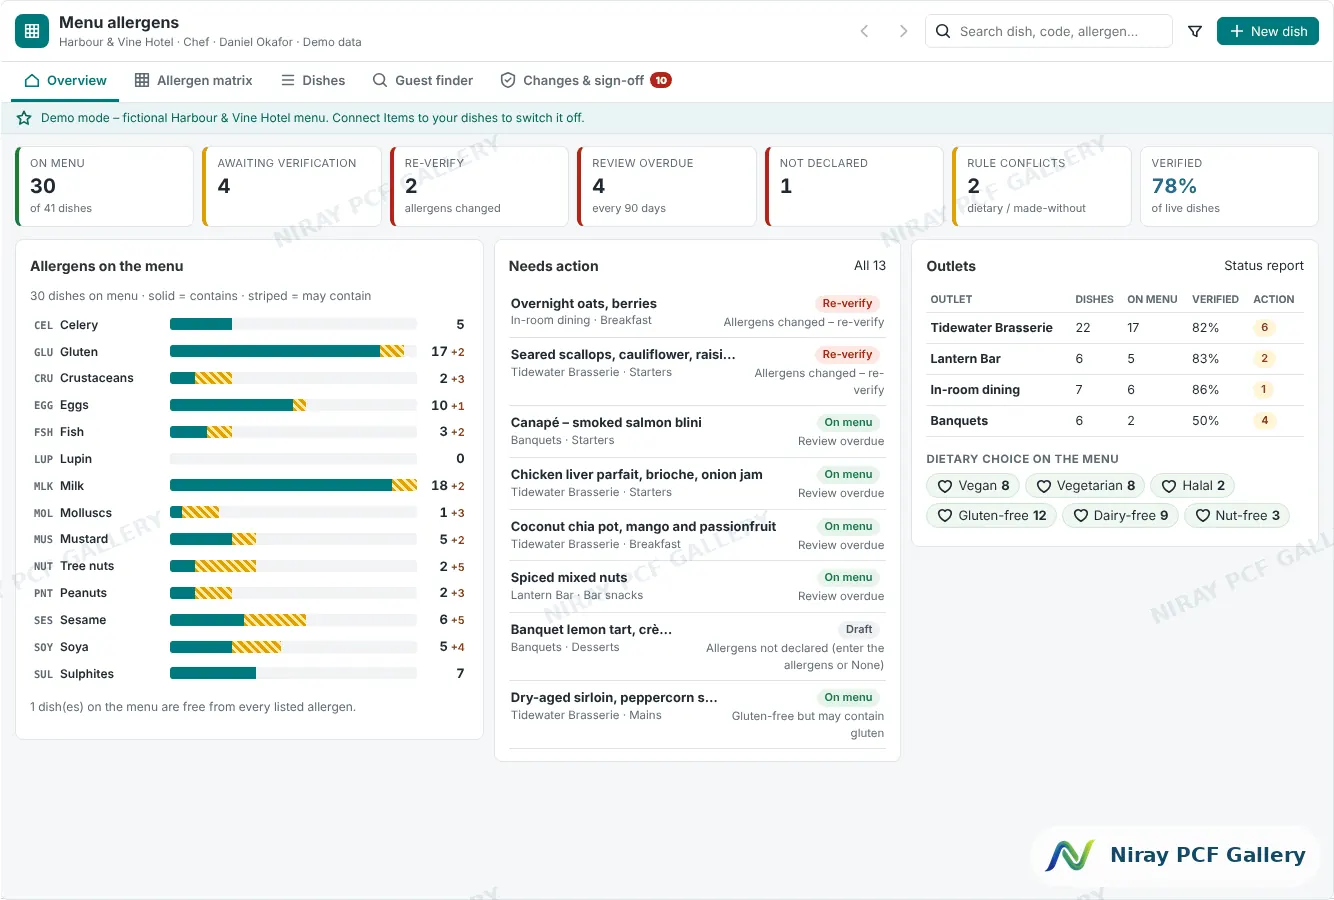 Menu allergens
Harbour & Vine Hotel · Chef · Daniel Okafor · Demo data
Search dish, code, allergen...
New dish
Overview
Allergen matrix
Dishes
Guest finder
Changes & sign-off 10
Demo mode – fictional Harbour & Vine Hotel menu. Connect Items to your dishes to switch it off.
ON MENU
30
of 41 dishes
AWAITING VERIFICATION
4
RE-VERIFY
2
allergens changed
REVIEW OVERDUE
4
every 90 days
NOT DECLARED
1
RULE CONFLICTS
2
dietary / made-without
VERIFIED
78%
of live dishes
Allergens on the menu
30 dishes on menu · solid = contains · striped = may contain
CEL Celery 5
GLU Gluten 17 +2
CRU Crustaceans 2 +3
EGG Eggs 10 +1
FSH Fish 3 +2
LUP Lupin 0
MLK Milk 18 +2
MOL Molluscs 1 +3
MUS Mustard 5 +2
NUT Tree nuts 2 +5
PNT Peanuts 2 +3
SES Sesame 6 +5
SOY Soya 5 +4
SUL Sulphites 7
1 dish(es) on the menu are free from every listed allergen.
Needs action All 13
Overnight oats, berries Re-verify
In-room dining · Breakfast Allergens changed – re-verify
Seared scallops, cauliflower, raisi... Re-verify
Tidewater Brasserie · Starters Allergens changed – re-
verify
Canapé – smoked salmon blini On menu
Banquets · Starters Review overdue
Chicken liver parfait, brioche, onion jam On menu
Tidewater Brasserie · Starters Review overdue
Coconut chia pot, mango and passionfruit On menu
Tidewater Brasserie · Breakfast Review overdue
Spiced mixed nuts On menu
Lantern Bar · Bar snacks Review overdue
Banquet lemon tart, crè... Draft
Banquets · Desserts Allergens not declared (enter the
allergens or None)
Dry-aged sirloin, peppercorn s... On menu
Tidewater Brasserie · Mains Gluten-free but may contain
gluten
Outlets Status report
OUTLET DISHES ON MENU VERIFIED ACTION
Tidewater Brasserie 22 17 82% 6
Lantern Bar 6 5 83% 2
In-room dining 7 6 86% 1
Banquets 6 2 50% 4
DIETARY CHOICE ON THE MENU
Vegan 8 Vegetarian 8 Halal 2
Gluten-free 12 Dairy-free 9 Nut-free 3
NIRAY PCF GALLERY
NIRAY PCF GALLERY
PCF GALLERY
NIRAY PCF GALLERY
NIRAY PCF GALL
Niray PCF Gallery